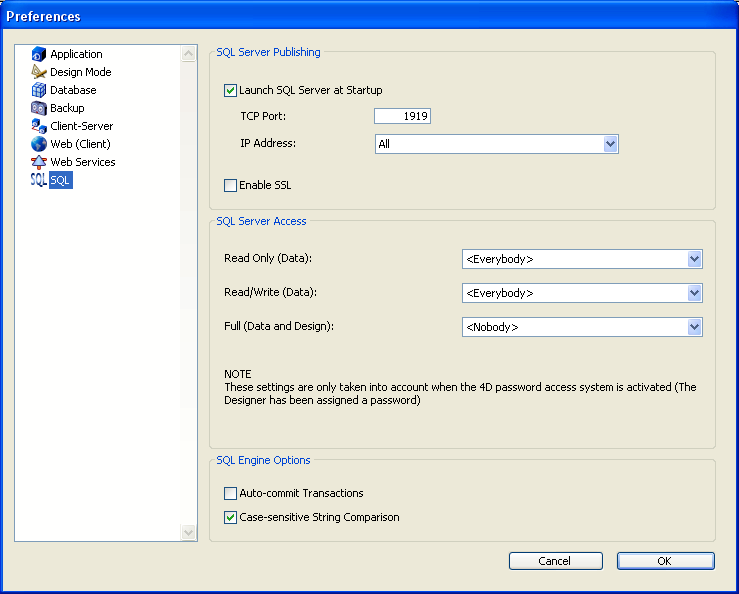 Preferences
Application
Design Mode
Database
Backup
Client-Server
Web (Client)
Web Services
SQL SQL
SQL Server Publishing
Launch SQL Server at Startup
TCP Port: 1919
IP Address: All
Enable SSL
SQL Server Access
Read Only (Data): <Everybody>
Read/Write (Data): <Everybody>
Full (Data and Design): <Nobody>
NOTE
These settings are only taken into account when the 4D password access system is activated (The
Designer has been assigned a password)
SQL Engine Options
Auto-commit Transactions
Case-sensitive String Comparison
Cancel OK